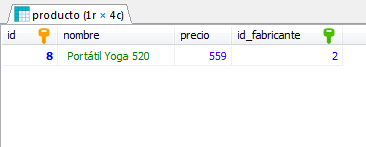 producto (1r × 4c)
id nombre precio id_fabricante
8 Portátil Yoga 520 559 2